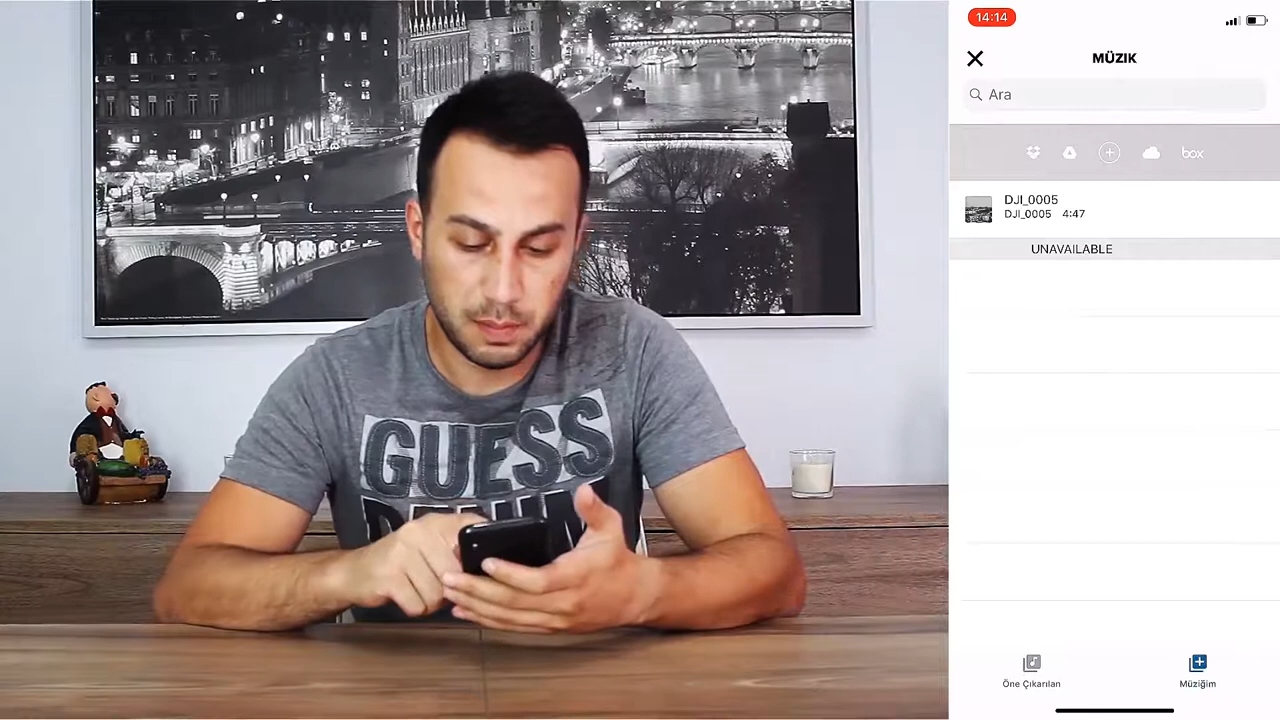 14:14
MÜZIK
Ara
box
DJI_0005
DJI_0005 4:47
UNAVAILABLE
Öne Çıkarılan
Müziğim
GUESS